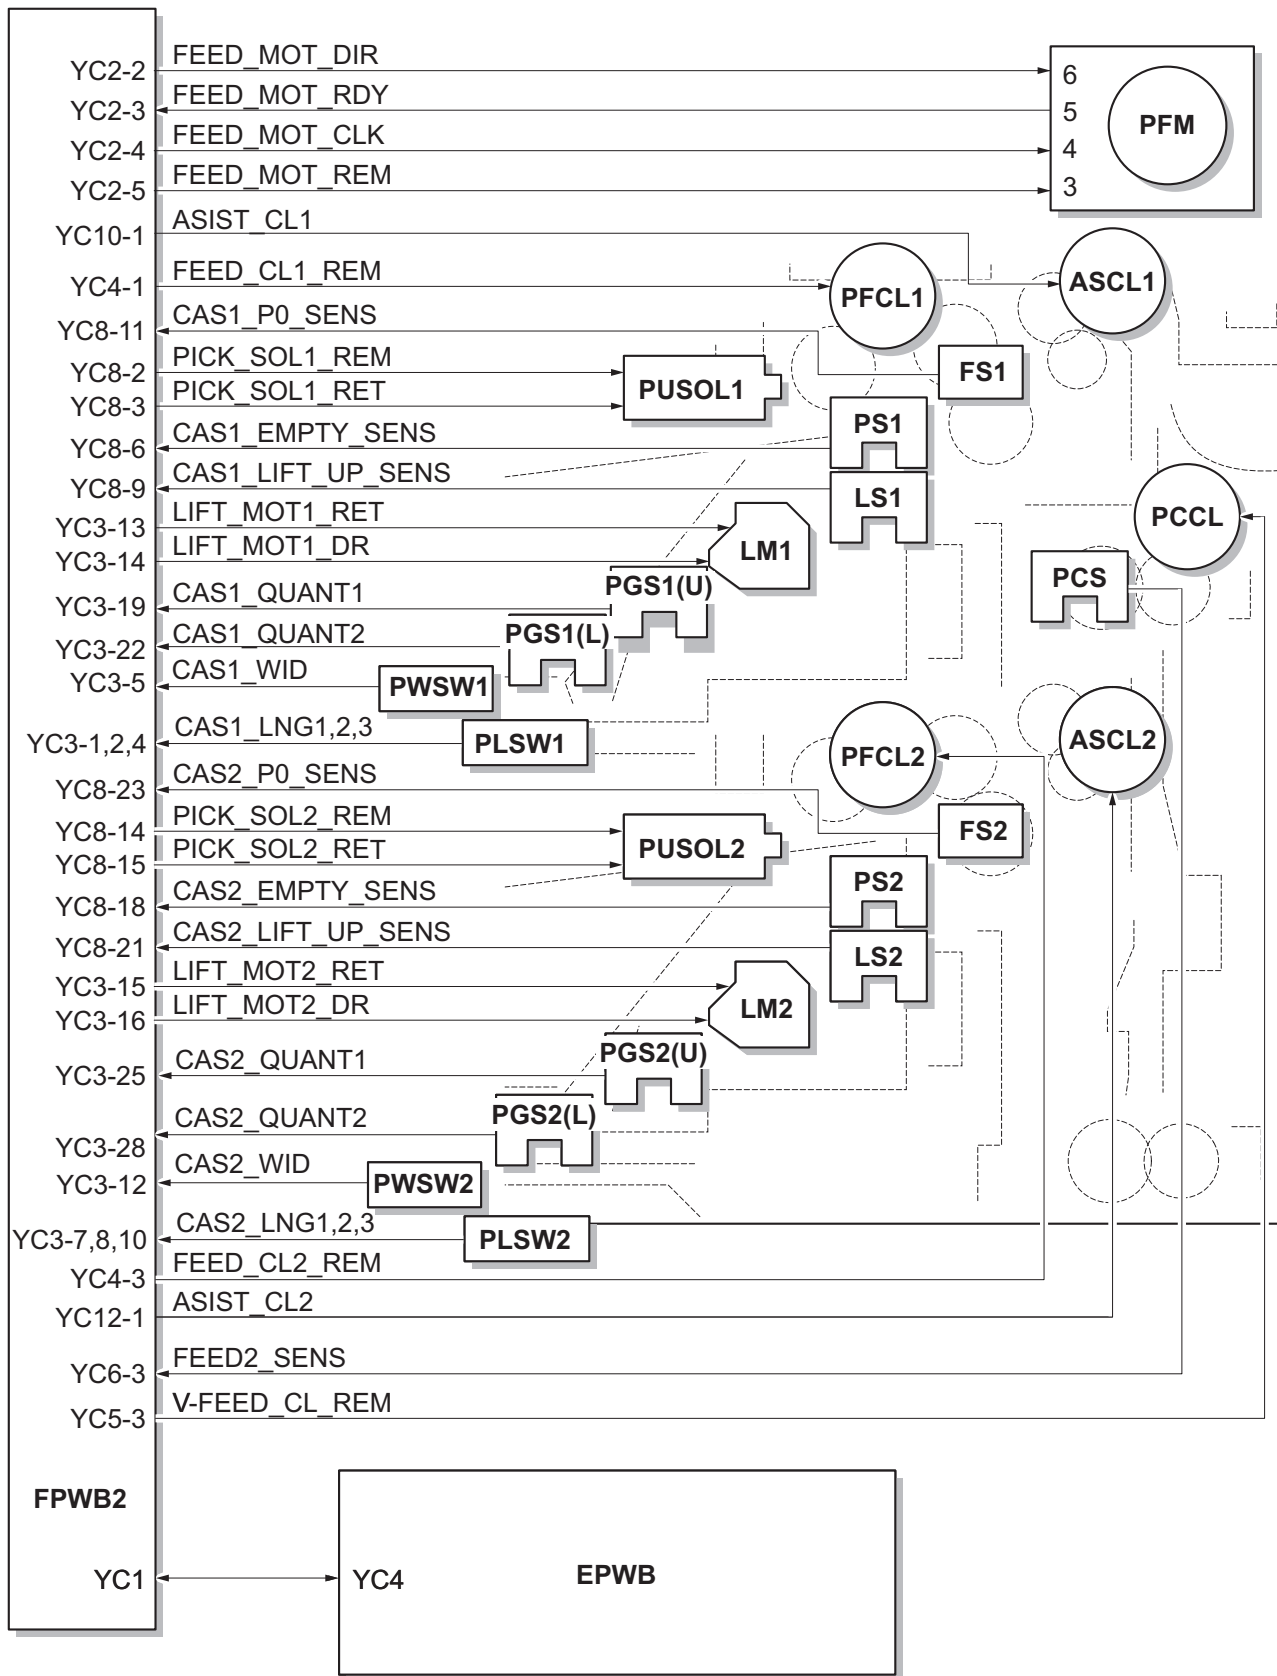 YC2-2 FEED_MOT_DIR 6
YC2-3 FEED_MOT_RDY 5 PFM
YC2-4 FEED_MOT_CLK 4
YC2-5 FEED_MOT_REM 3
YC10-1 ASIST_CL1 ASCL1
YC4-1 FEED_CL1_REM PFCL1
YC8-11 CAS1_P0_SENS FS1
YC8-2 PICK_SOL1_REM PUSOL1
YC8-3 PICK_SOL1_RET
YC8-6 CAS1_EMPTY_SENS PS1
YC8-9 CAS1_LIFT_UP_SENS LS1
PCCL
YC3-13 LIFT_MOT1_RET LM1
YC3-14 LIFT_MOT1_DR
PCS
YC3-19 CAS1_QUANT1 PGS1(U)
YC3-22 CAS1_QUANT2 PGS1(L)
YC3-5 CAS1_WID PWSW1
YC3-1,2,4 CAS1_LNG1,2,3 PLSW1
PFCL2 ASCL2
YC8-23 CAS2_P0_SENS FS2
YC8-14 PICK_SOL2_REM PUSOL2
YC8-15 PICK_SOL2_RET
YC8-18 CAS2_EMPTY_SENS PS2
YC8-21 CAS2_LIFT_UP_SENS LS2
YC3-15 LIFT_MOT2_RET LM2
YC3-16 LIFT_MOT2_DR
YC3-25 CAS2_QUANT1 PGS2(U)
YC3-28 CAS2_QUANT2 PGS2(L)
YC3-12 CAS2_WID PWSW2
YC3-7,8,10 CAS2_LNG1,2,3 PLSW2
YC4-3 FEED_CL2_REM
YC12-1 ASIST_CL2
YC6-3 FEED2_SENS
YC5-3 V-FEED_CL_REM
FPWB2
YC1 YC4 EPWB